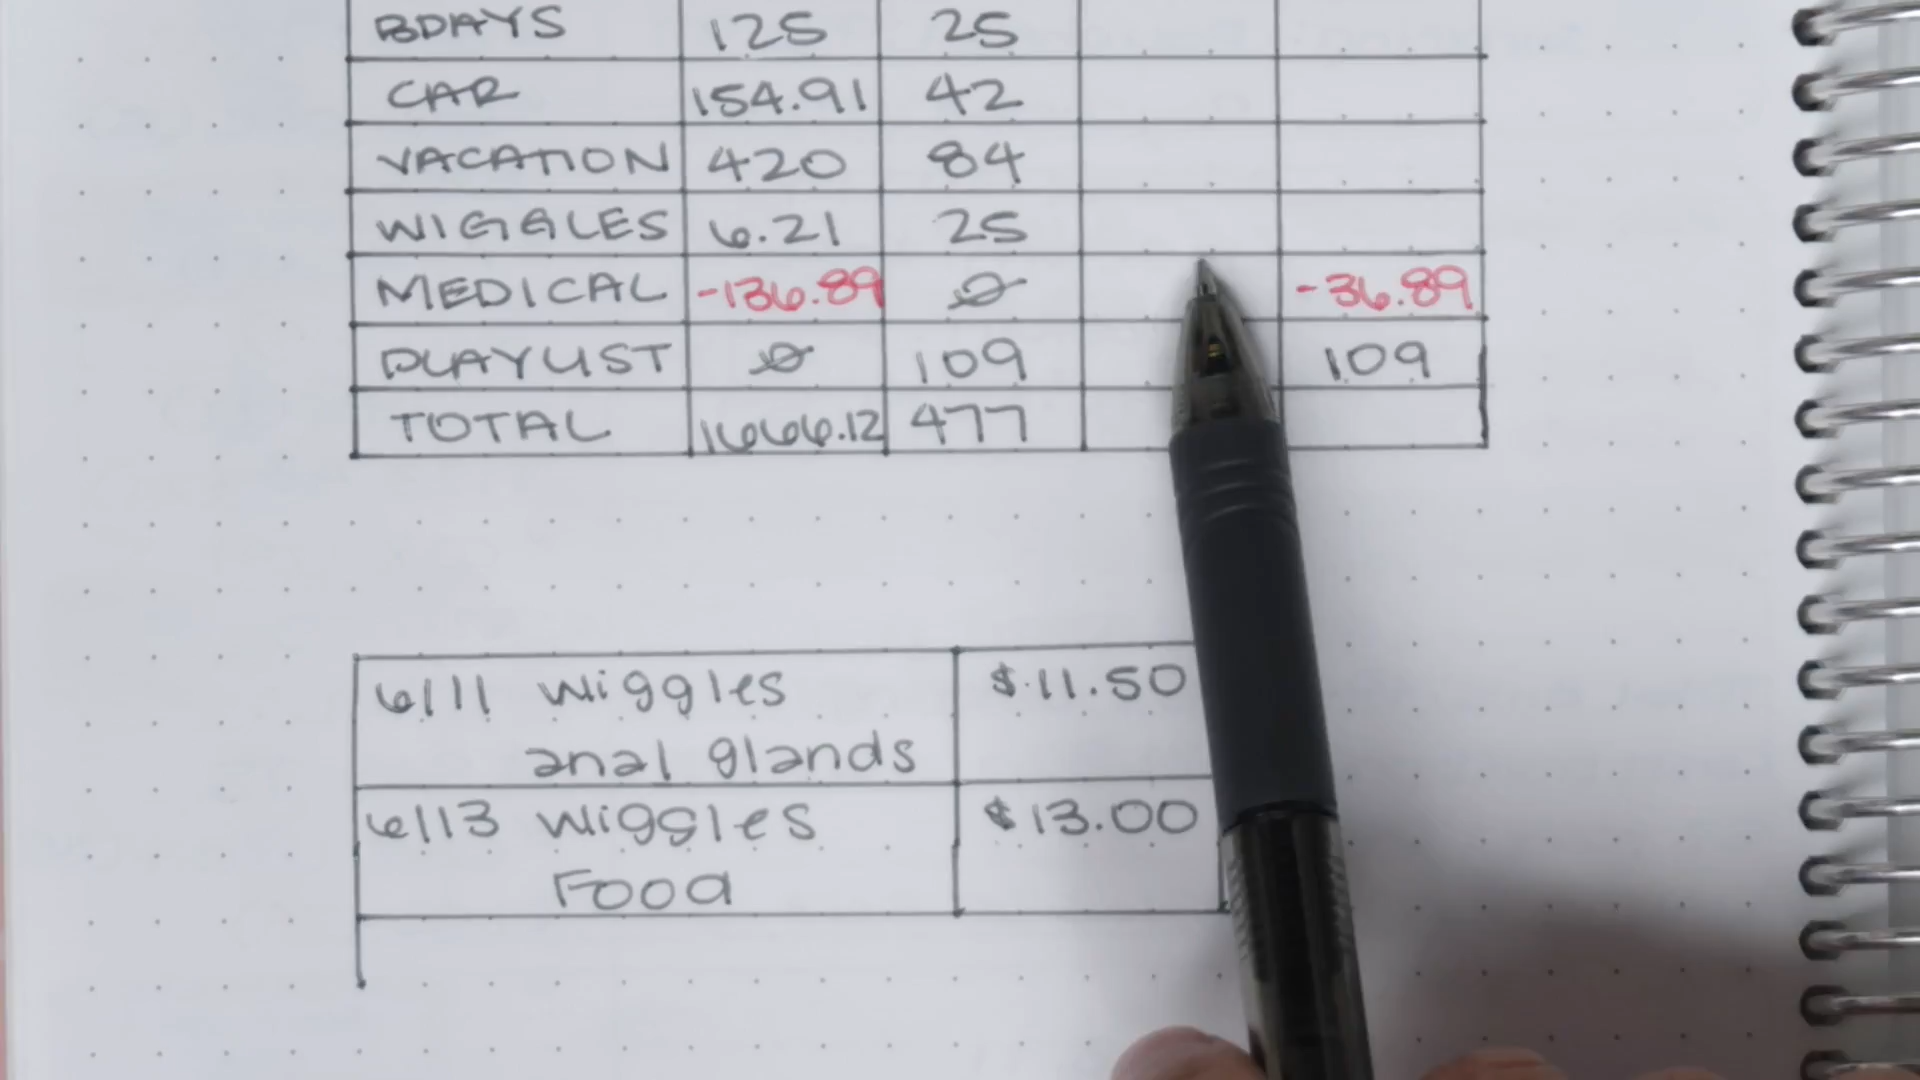 BDAYS 125 25
CAR 154.91 42
VACATION 420 84
WIGGLES 6.21 25
MEDICAL -136.89 Ø -36.89
PLAYLIST Ø 109 109
TOTAL 1666.12 477
6/11 wiggles $11.50
anal glands
6/13 wiggles $13.00
Food